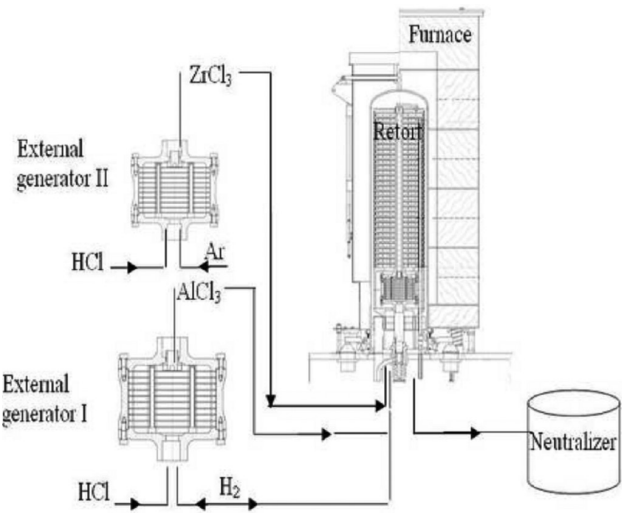 Furnace
ZrCl3
Retort
External
generator II
HCl
Ar
AlCl3
External
generator I
Neutralizer
HCl
H2